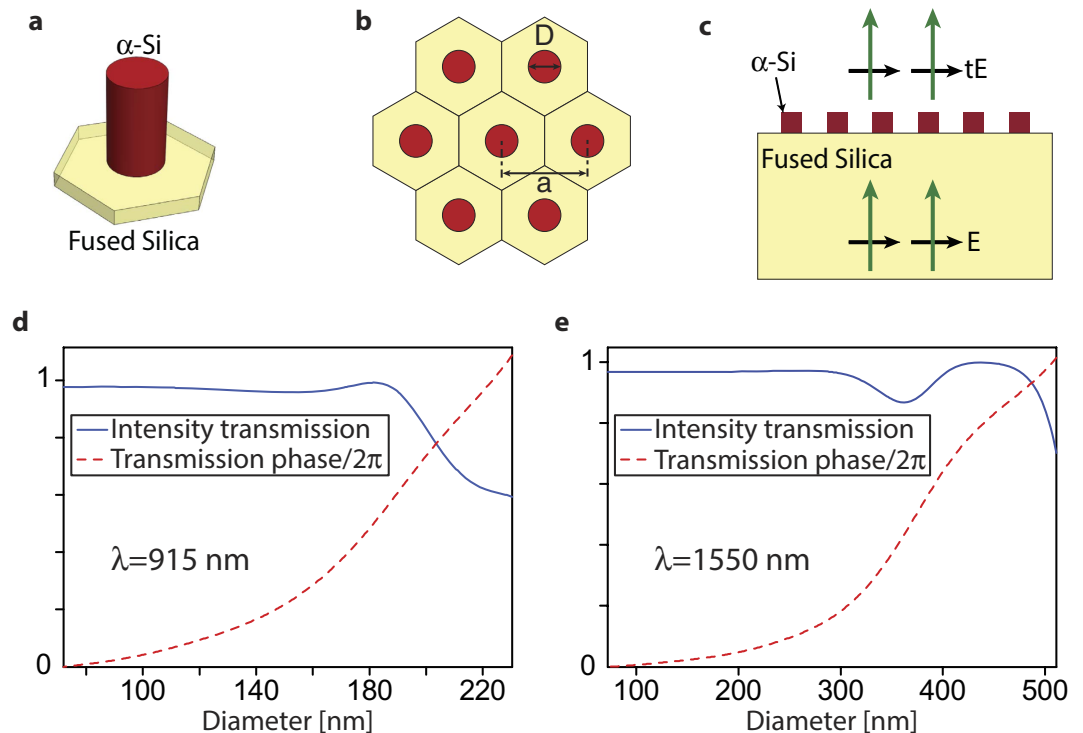 a
α-Si
Fused Silica
b
D
a
c
α-Si
tE
Fused Silica
E
d
1
Intensity transmission
Transmission phase/2π
λ=915 nm
0
100
140
180
220
Diameter [nm]
e
1
Intensity transmission
Transmission phase/2π
λ=1550 nm
0
100
200
300
400
500
Diameter [nm]